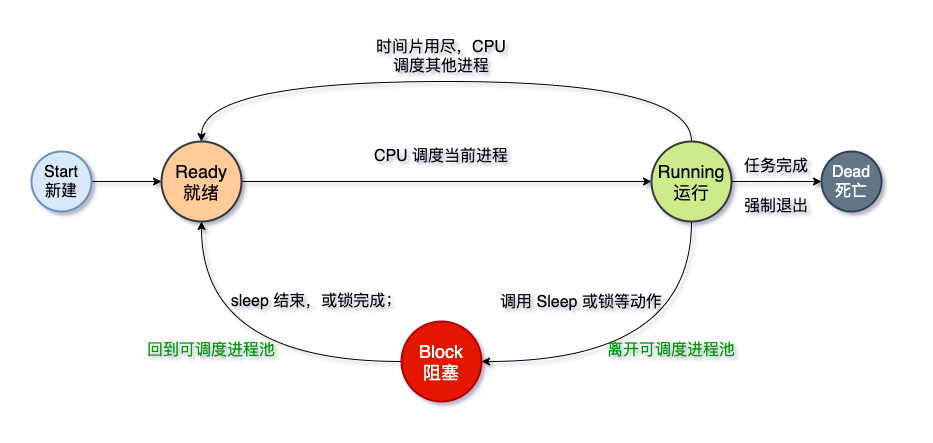 时间片用尽，CPU
调度其他进程
CPU 调度当前进程
Start
新建
Ready
就绪
Running
运行
任务完成
强制退出
Dead
死亡
sleep 结束，或锁完成；
调用 Sleep 或锁等动作
回到可调度进程池
Block
阻塞
离开可调度进程池